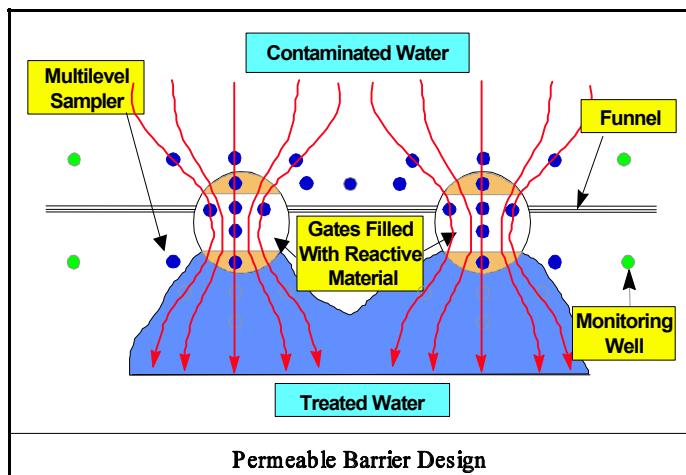 Contaminated Water
Multilevel
Sampler
Funnel
Gates Filled
With Reactive
Material
Monitoring
Well
Treated Water
Permeable Barrier Design